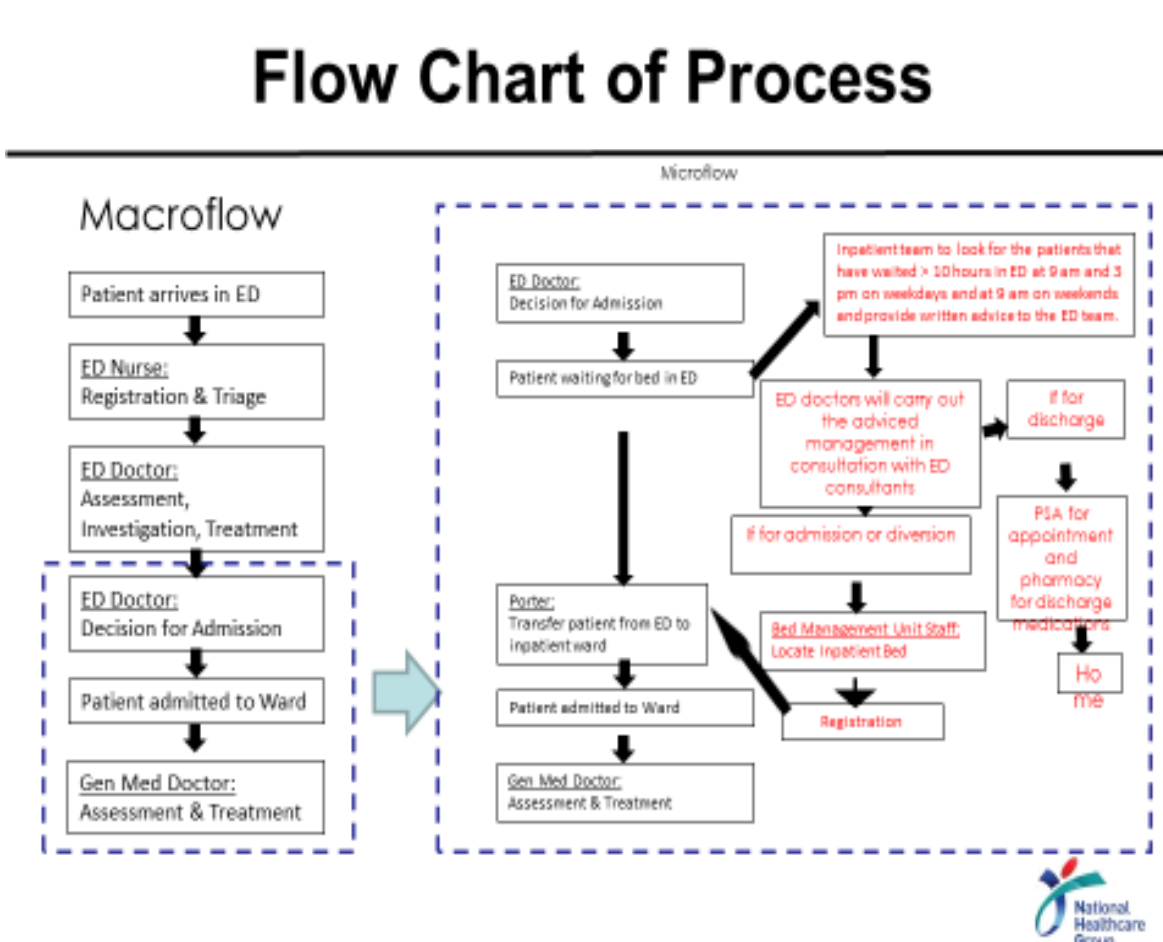 Flow Chart of Process
Macroflow
Patient arrives in ED
ED Nurse:
Registration & Triage
ED Doctor:
Assessment,
Investigation, Treatment
ED Doctor:
Decision for Admission
Patient admitted to Ward
Gen Med Doctor:
Assessment & Treatment
Microflow
ED Doctor:
Decision for Admission
Patient waiting for bed in ED
Porter:
Transfer patient from ED to
inpatient ward
Patient admitted to Ward
Gen Med Doctor:
Assessment & Treatment
Inpatient team to look for the patients that
have waited > 10 hours in ED at 9 am and 3
pm on weekdays and at 9 am on weekends
and provide written advice to the ED team.
ED doctors will carry out
the adviced
management in
consultation with ED
consultants
If for
discharge
PSA for
appointment
and
pharmacy
for discharge
medications
Ho
me
If for admission or diversion
Bed Management Unit Staff:
Locate Inpatient Bed
Registration
National
Healthcare
Group